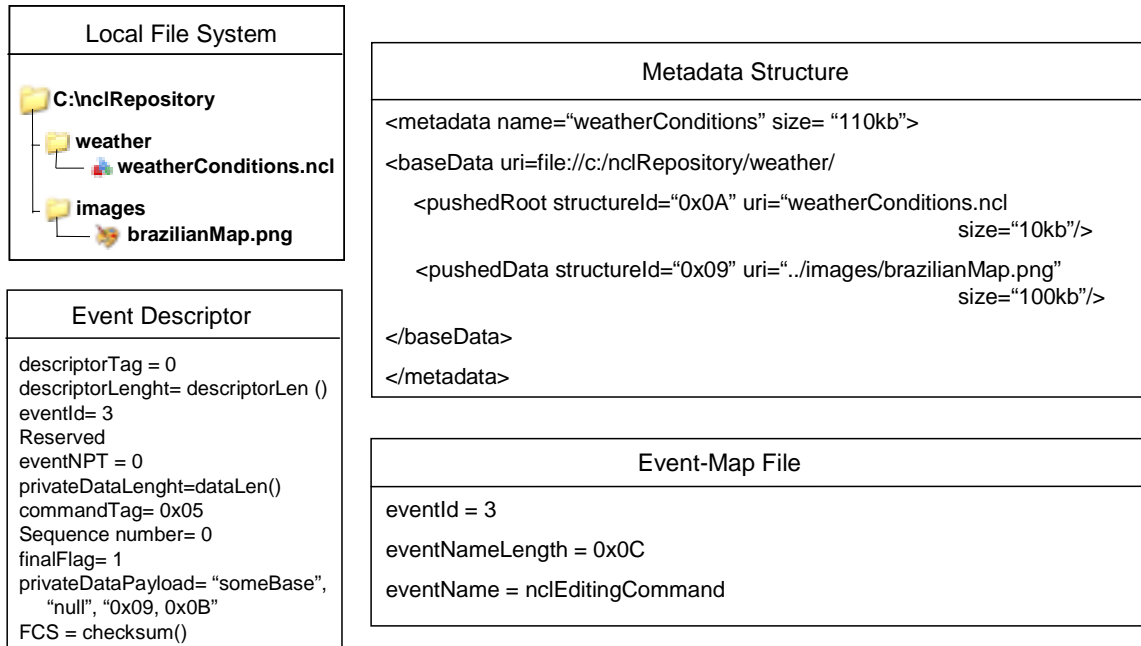 Local File System
C:\nclRepository
weather
weatherConditions.ncl
images
brazilianMap.png
Event Descriptor
descriptorTag = 0
descriptorLenght= descriptorLen ()
eventId= 3
Reserved
eventNPT = 0
privateDataLenght=dataLen()
commandTag= 0x05
Sequence number= 0
finalFlag= 1
privateDataPayload= “someBase”,
“null”, “0x09, 0x0B”
FCS = checksum()
Metadata Structure
<metadata name=“weatherConditions” size= “110kb”>
<baseData uri=file://c:/nclRepository/weather/
<pushedRoot structureId=“0x0A” uri=“weatherConditions.ncl
size=“10kb”/>
<pushedData structureId=“0x09” uri=“../images/brazilianMap.png”
size=“100kb”/>
</baseData>
</metadata>
Event-Map File
eventId = 3
eventNameLength = 0x0C
eventName = nclEditingCommand